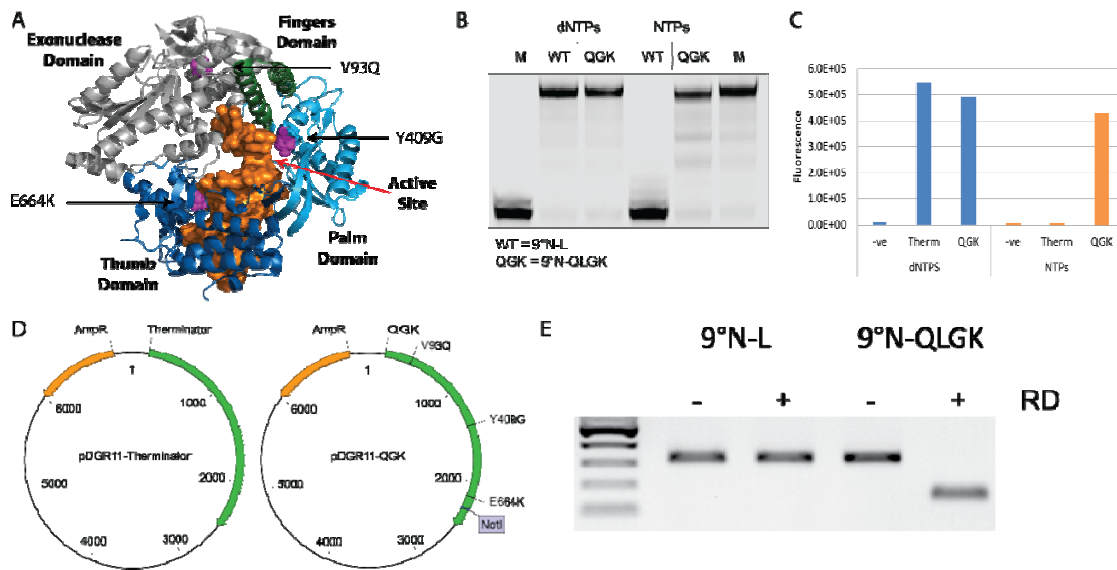 A
Exonuclease
Domain
Fingers
Domain
V93Q
Y409G
Active
Site
E664K
Thumb
Domain
Palm
Domain
B
dNTPs NTPs
M WT QGK WT QGK M
WT = 9°N-L
QGK = 9°N-QLGK
C
6.0E+05
5.0E+05
4.0E+05
3.0E+05
2.0E+05
1.0E+05
0.0E+00
Fluorescence
-ve Therm QGK -ve Therm QGK
dNTPS NTPs
D
AmpR Therminator
1
1000
2000
3000
4000
5000
6000
pDGR11-Therminator
AmpR QGK
V93Q
1
1000
Y409G
2000
E664K
NotI
3000
4000
5000
6000
pDGR11-QGK
E
9°N-L 9°N-QLGK
- + - + RD